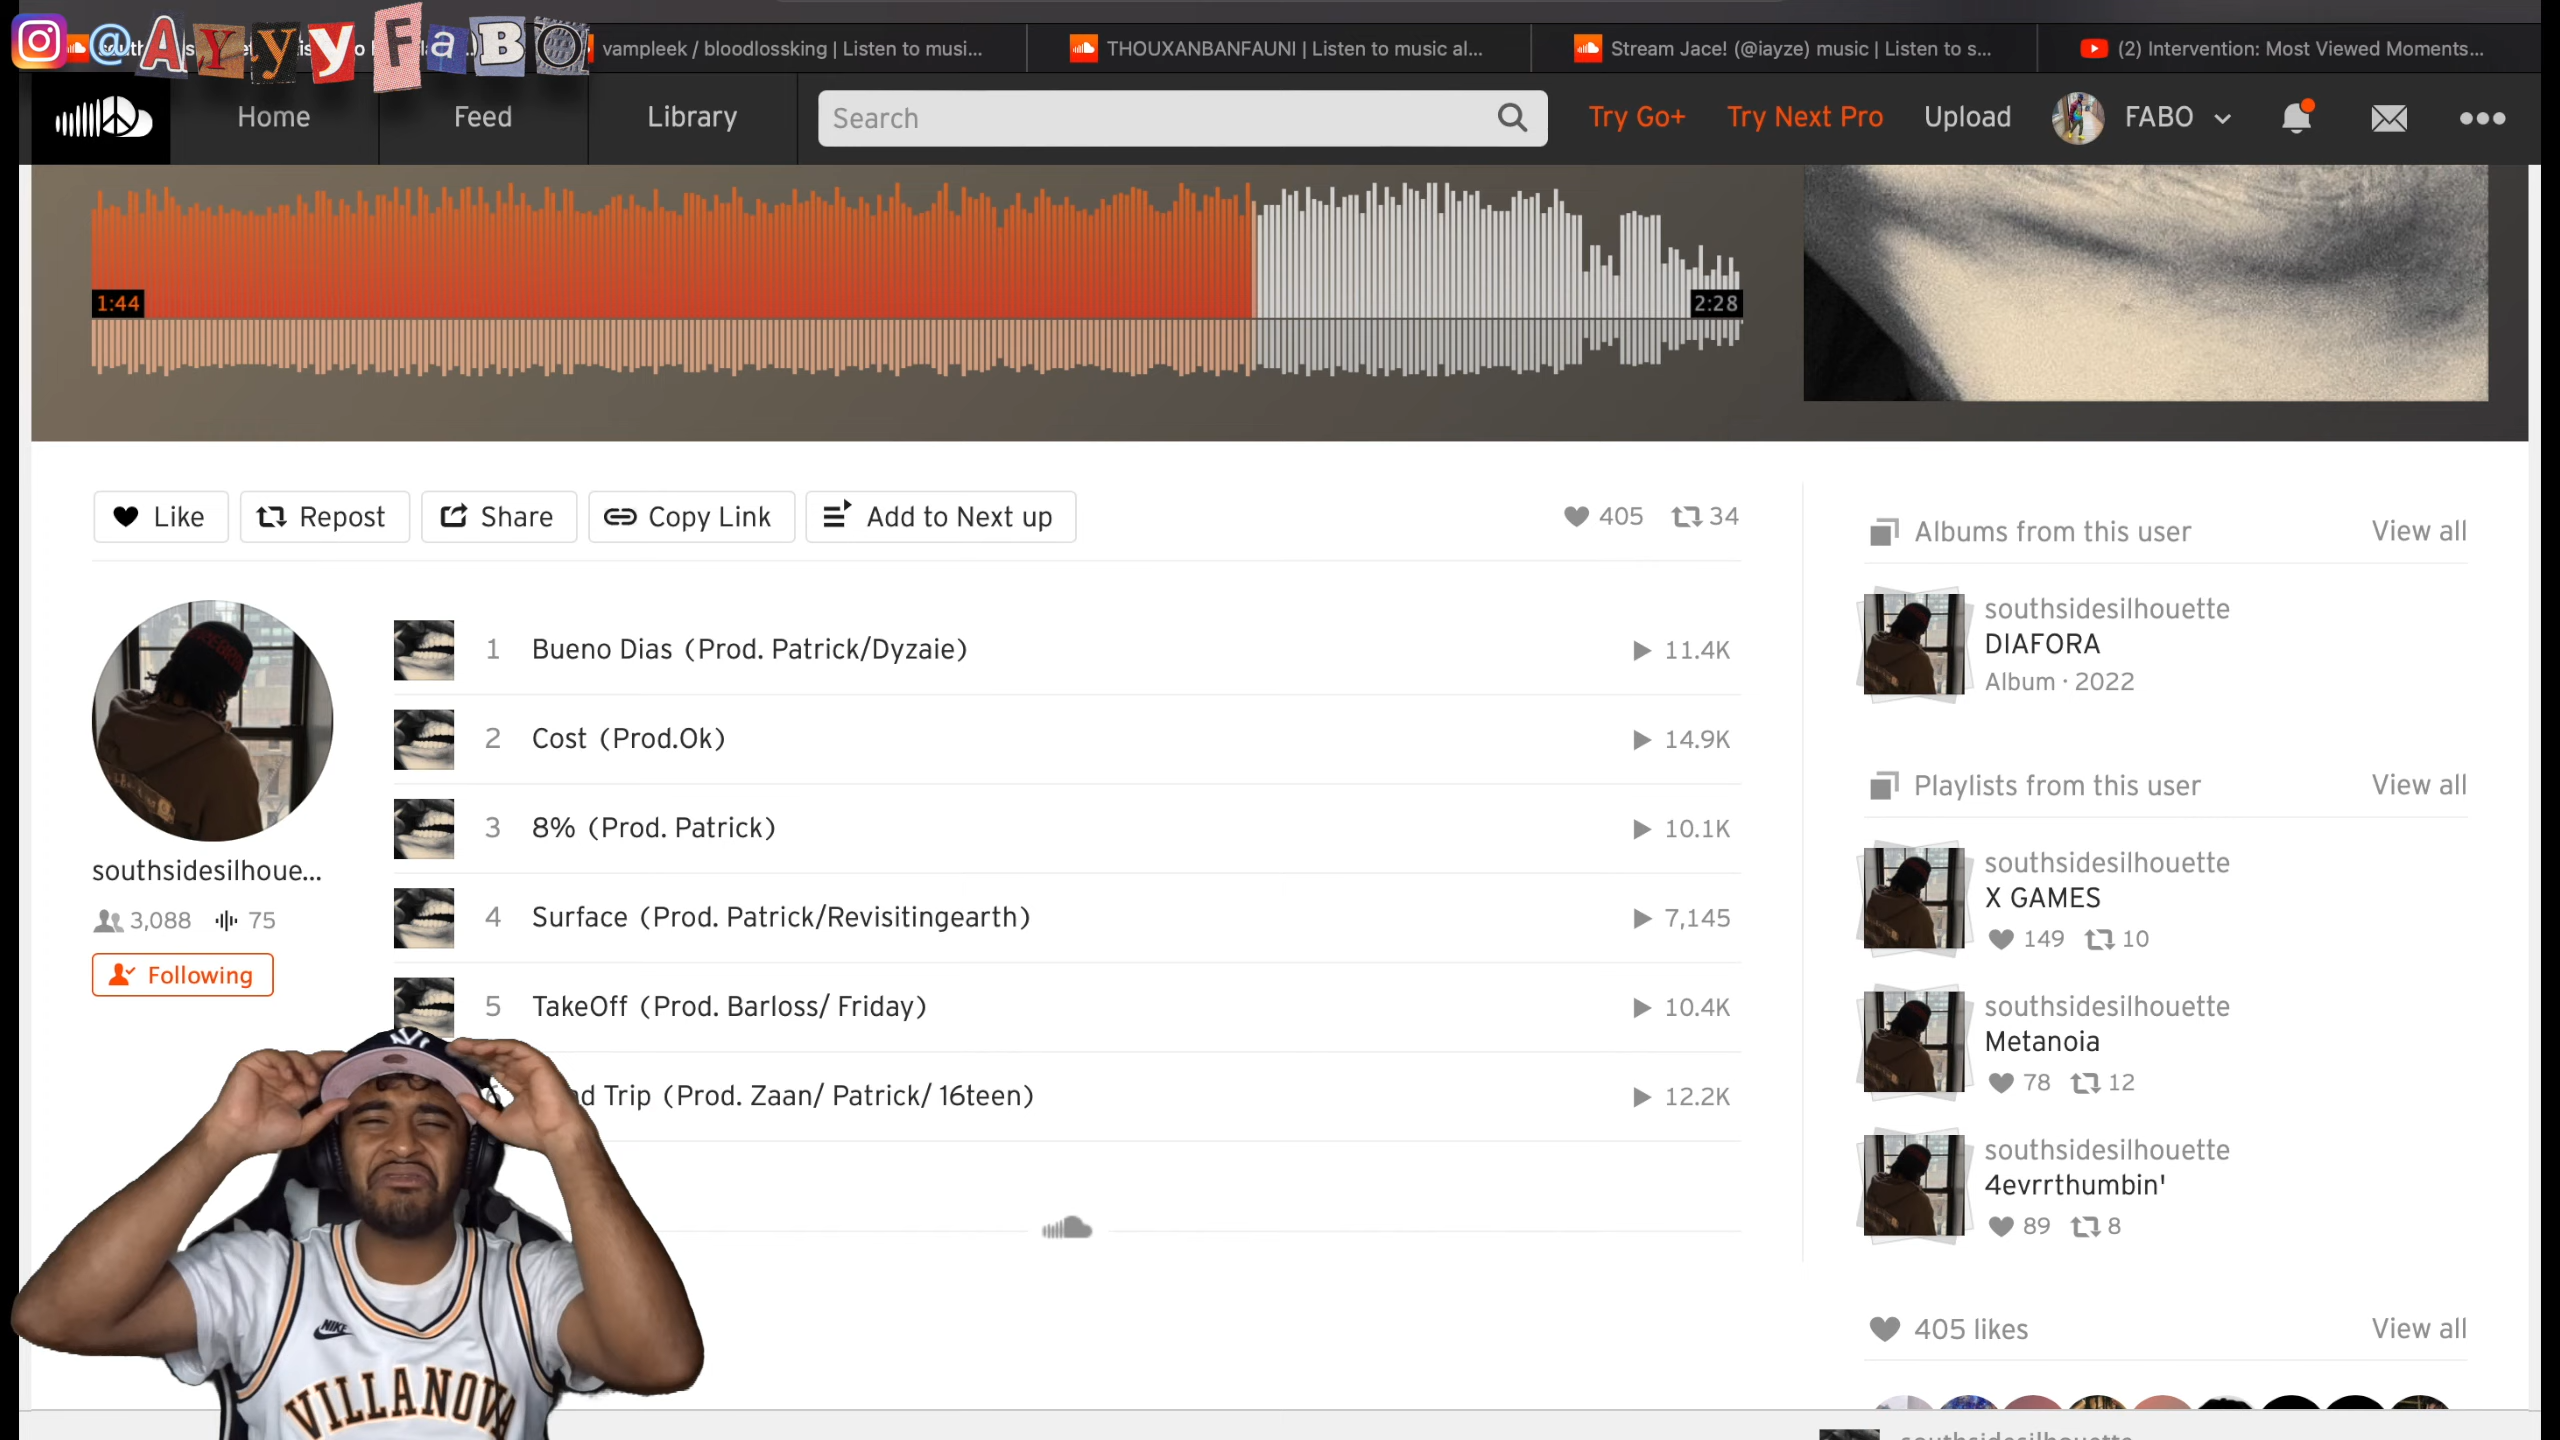 @AYyyFaBO
vampleek / bloodlossking | Listen to musi...
THOUXANBANFAUNI | Listen to music al...
Stream Jace! (@iayze) music | Listen to s...
(2) Intervention: Most Viewed Moments...
Home
Feed
Library
Search
Try Go+
Try Next Pro
Upload
FABO
1:44
2:28
Like
Repost
Share
Copy Link
Add to Next up
405
34
southsidesilhoue...
3,088
75
Following
1 Bueno Dias (Prod. Patrick/Dyzaie) 11.4K
2 Cost (Prod.Ok) 14.9K
3 8% (Prod. Patrick) 10.1K
4 Surface (Prod. Patrick/Revisitingearth) 7,145
5 TakeOff (Prod. Barloss/ Friday) 10.4K
Trip (Prod. Zaan/ Patrick/ 16teen) 12.2K
Albums from this user
View all
southsidesilhouette
DIAFORA
Album · 2022
Playlists from this user
View all
southsidesilhouette
X GAMES
149 10
southsidesilhouette
Metanoia
78 12
southsidesilhouette
4evrrthumbin'
89 8
405 likes
View all
NIKE
VILLANOVA